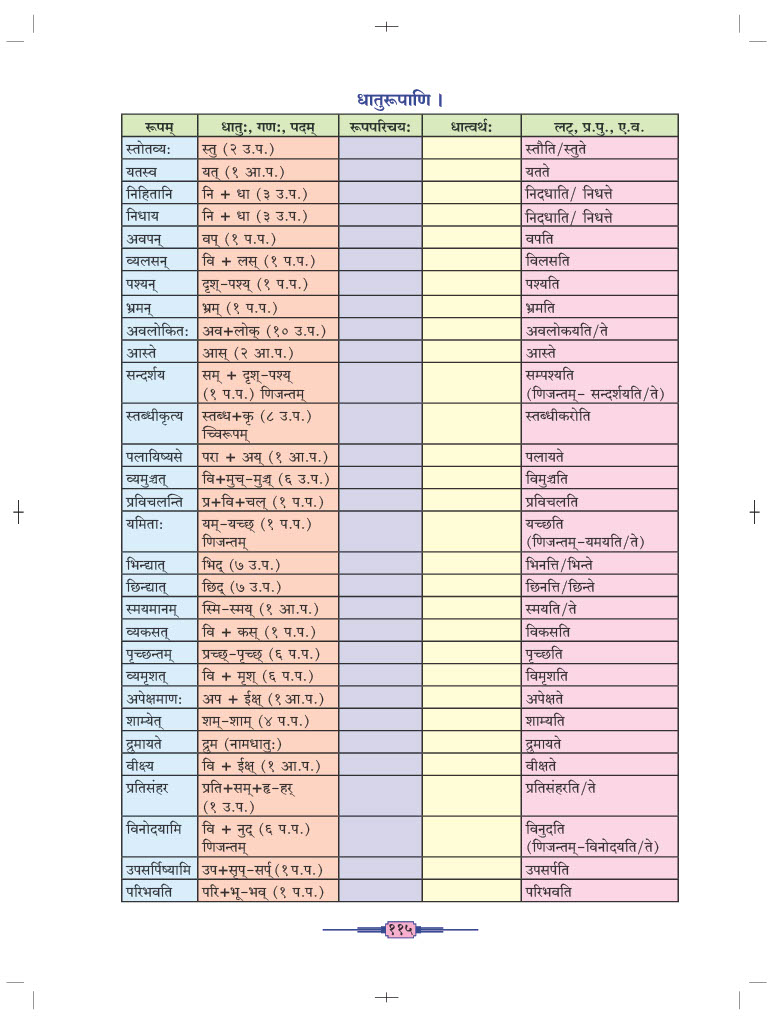 धातुरूपाणि ।
रूपम् धातु:, गण:, पदम् रूपपरिचय: धात्वर्थ: लट्, प्र.पु., ए.व.
स्तोतव्य: स्तु (२ उ.प.) स्तौति/स्तुते
यतस्व यत् (१ आ.प.) यतते
निहितानि नि + धा (३ उ.प.) निदधाति/ निधत्ते
निधाय नि + धा (३ उ.प.) निदधाति/ निधत्ते
अवपन् वप् (१ प.प.) वपति
व्यलसन् वि + लस् (१ प.प.) विलसति
पश्यन् दृश्-पश्य् (१ प.प.) पश्यति
भ्रमन् भ्रम् (१ प.प.) भ्रमति
अवलोकित: अव+लोक् (१० उ.प.) अवलोकयति/ते
आस्ते आस् (२ आ.प.) आस्ते
सन्दर्शय सम् + दृश्-पश्य् सम्पश्यति
(१ प.प.) णिजन्तम् (णिजन्तम्- सन्दर्शयति/ते)
स्तब्धीकृत्य स्तब्ध+कृ (८ उ.प.) स्तब्धीकरोति
च्विरूपम्
पलायिष्यसे परा + अय् (१ आ.प.) पलायते
व्यमुञ्चत् वि+मुच्-मुञ्च् (६ उ.प.) विमुञ्चति
प्रविचलन्ति प्र+वि+चल् (१ प.प.) प्रविचलति
यमिता: यम्-यच्छ् (१ प.प.) यच्छति
णिजन्तम् (णिजन्तम्-यमयति/ते)
भिन्द्यात् भिद् (७ उ.प.) भिनत्ति/भिन्ते
छिन्द्यात् छिद् (७ उ.प.) छिनत्ति/छिन्ते
स्मयमानम् स्मि-स्मय् (१ आ.प.) स्मयति/ते
व्यकसत् वि + कस् (१ प.प.) विकसति
पृच्छन्तम् प्रच्छ्-पृच्छ् (६ प.प.) पृच्छति
व्यमृशत् वि + मृश् (६ प.प.) विमृशति
अपेक्षमाण: अप + ईक्ष् (१आ.प.) अपेक्षते
शाम्येत् शम्-शाम् (४ प.प.) शाम्यति
द्रुमायते द्रुम (नामधातु:) द्रुमायते
वीक्ष्य वि + ईक्ष् (१ आ.प.) वीक्षते
प्रतिसंहर प्रति+सम्+हृ-हर् प्रतिसंहरति/ते
(१ उ.प.)
विनोदयामि वि + नुद् (६ प.प.) विनुदति
णिजन्तम् (णिजन्तम्-विनोदयति/ते)
उपसर्पिष्यामि उप+सृप्-सर्प् (१प.प.) उपसर्पति
परिभवति परि+भू-भव् (१ प.प.) परिभवति
११५